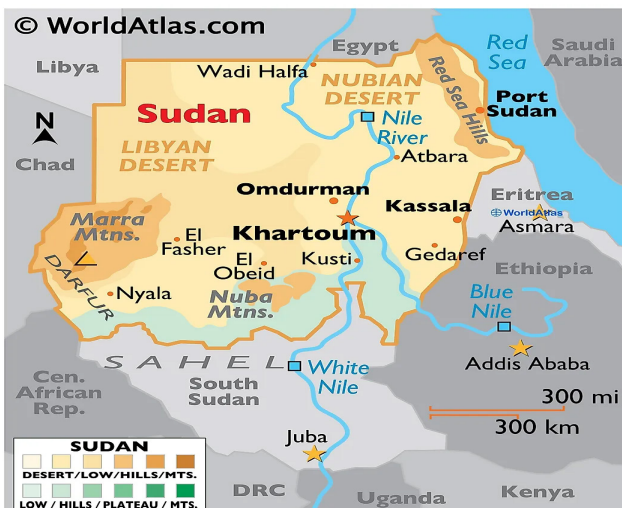 © WorldAtlas.com
Egypt
Red
Sea
Saudi
Arabia
Libya
Wadi Halfa
NUBIAN
DESERT
Red Sea Hills
Port
Sudan
Sudan
Nile
River
N
LIBYAN
DESERT
Atbara
Chad
Omdurman
Kassala
Eritrea
WorldAtlas
Asmara
Marra
Mtns.
El
Fasher
Khartoum
El
Obeid
Kusti
Gedaref
Ethiopia
DARFUR
Nyala
Nuba
Mtns.
Blue
Nile
SAHEL
White
Nile
Addis Ababa
Cen.
African
Rep.
South
Sudan
300 mi
300 km
Juba
SUDAN
DESERT/LOW/HILLS/MTS.
LOW / HILLS / PLATEAU / MTS.
DRC
Uganda
Kenya